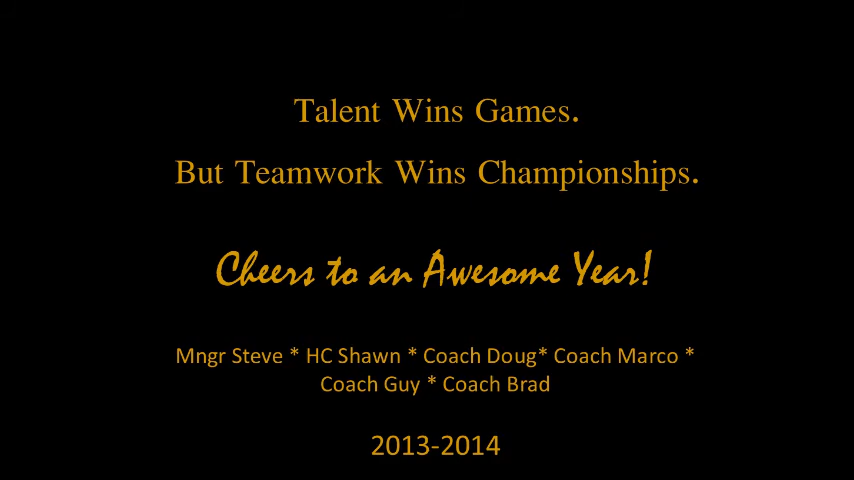 Talent Wins Games.
But Teamwork Wins Championships.
Cheers to an Awesome Year!
Mngr Steve * HC Shawn * Coach Doug* Coach Marco *
Coach Guy * Coach Brad
2013-2014